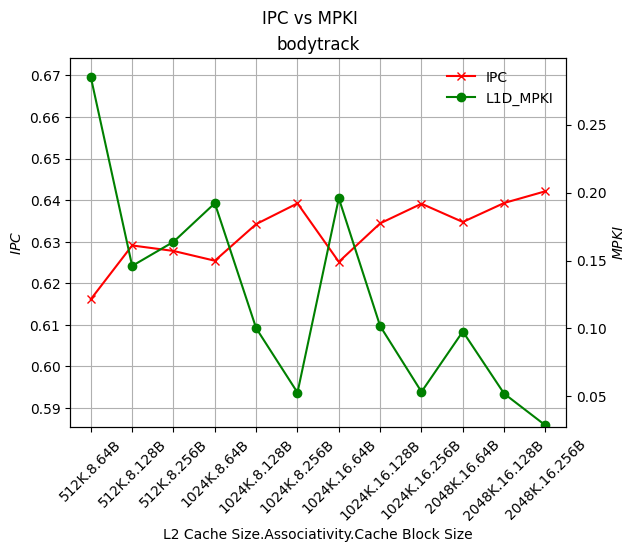 IPC vs MPKI
bodytrack
IPC
L1D_MPKI
0.67
0.66
0.65
0.64
0.63
0.62
0.61
0.60
0.59
IPC
0.25
0.20
0.15
0.10
0.05
MPKI
512K.8.64B
512K.8.128B
512K.8.256B
1024K.8.64B
1024K.8.128B
1024K.8.256B
1024K.16.64B
1024K.16.128B
1024K.16.256B
2048K.16.64B
2048K.16.128B
2048K.16.256B
L2 Cache Size.Associativity.Cache Block Size